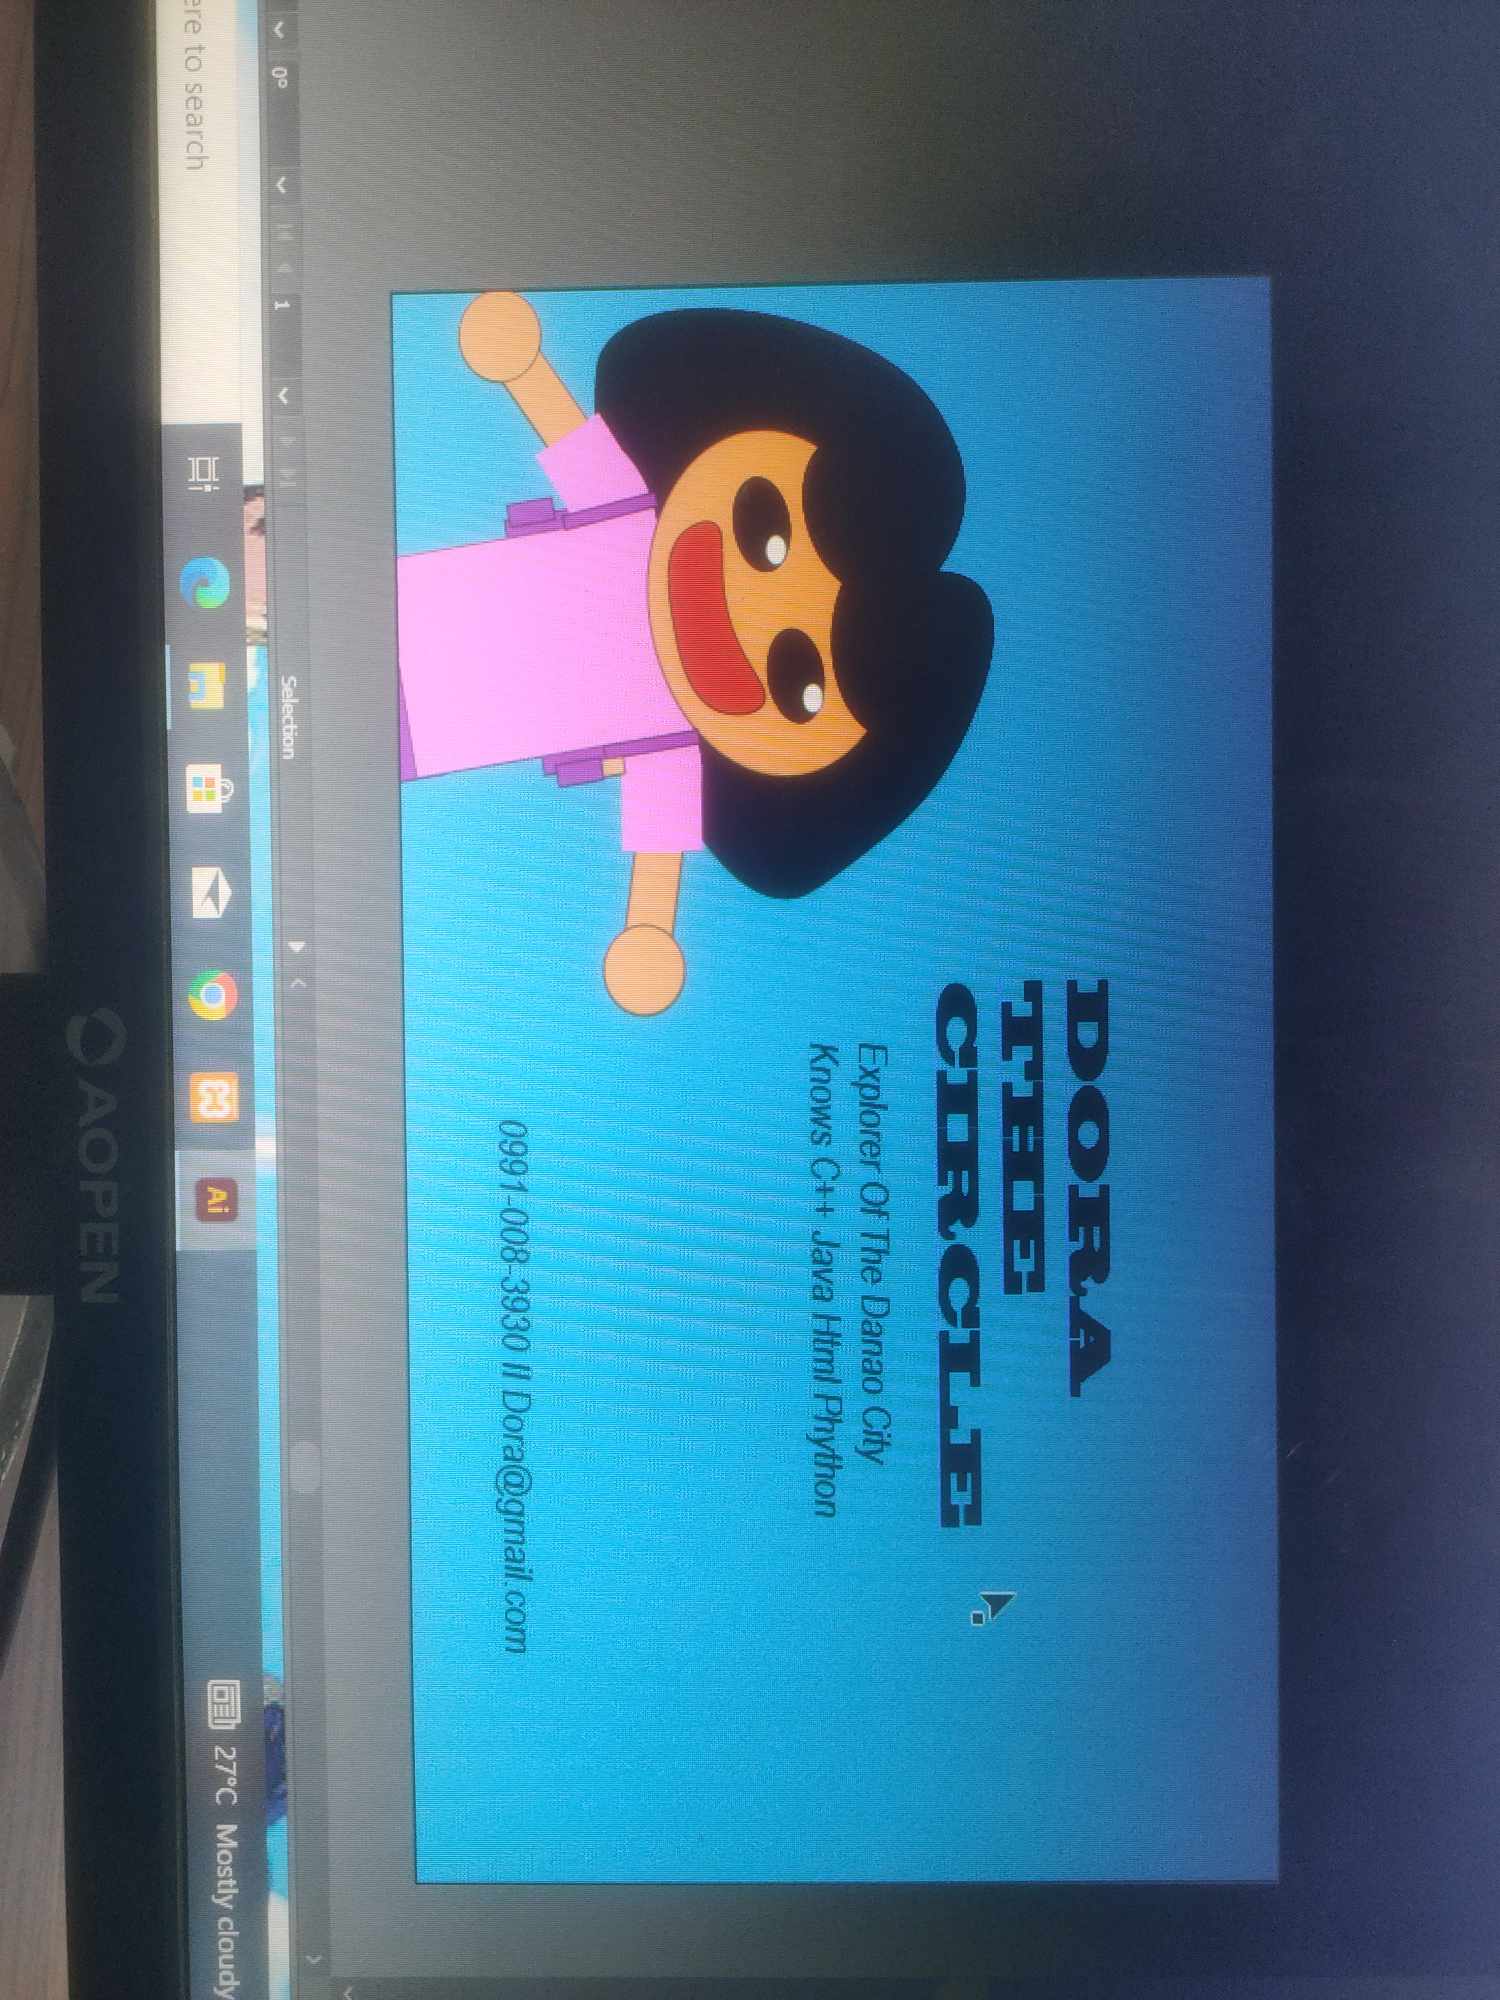 DORA
THE
CIRCLE
Explorer Of The Danao City
Knows C++ Java Html Phython
0991-008-3930 II Dora@gmail.com
0°
1
Selection
ere to search
Ai
27°C Mostly cloudy
AOPEN